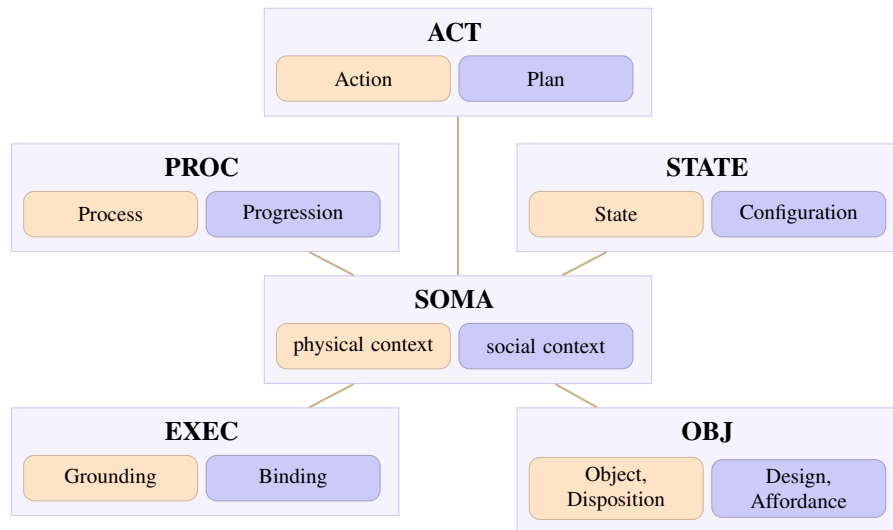 ACT
Action
Plan
PROC
Process
Progression
STATE
State
Configuration
SOMA
physical context
social context
EXEC
Grounding
Binding
OBJ
Object,
Disposition
Design,
Affordance